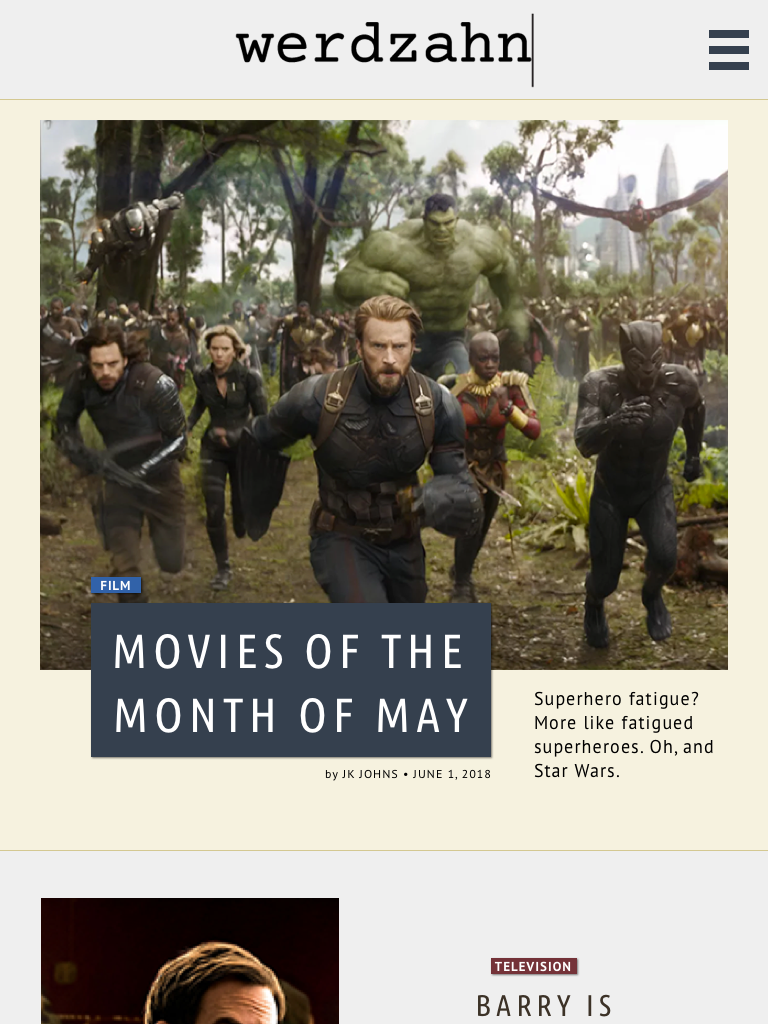 werdzahn
FILM
MOVIES OF THE
MONTH OF MAY
by JK JOHNS • JUNE 1, 2018
Superhero fatigue?
More like fatigued
superheroes. Oh, and
Star Wars.
TELEVISION
BARRY IS